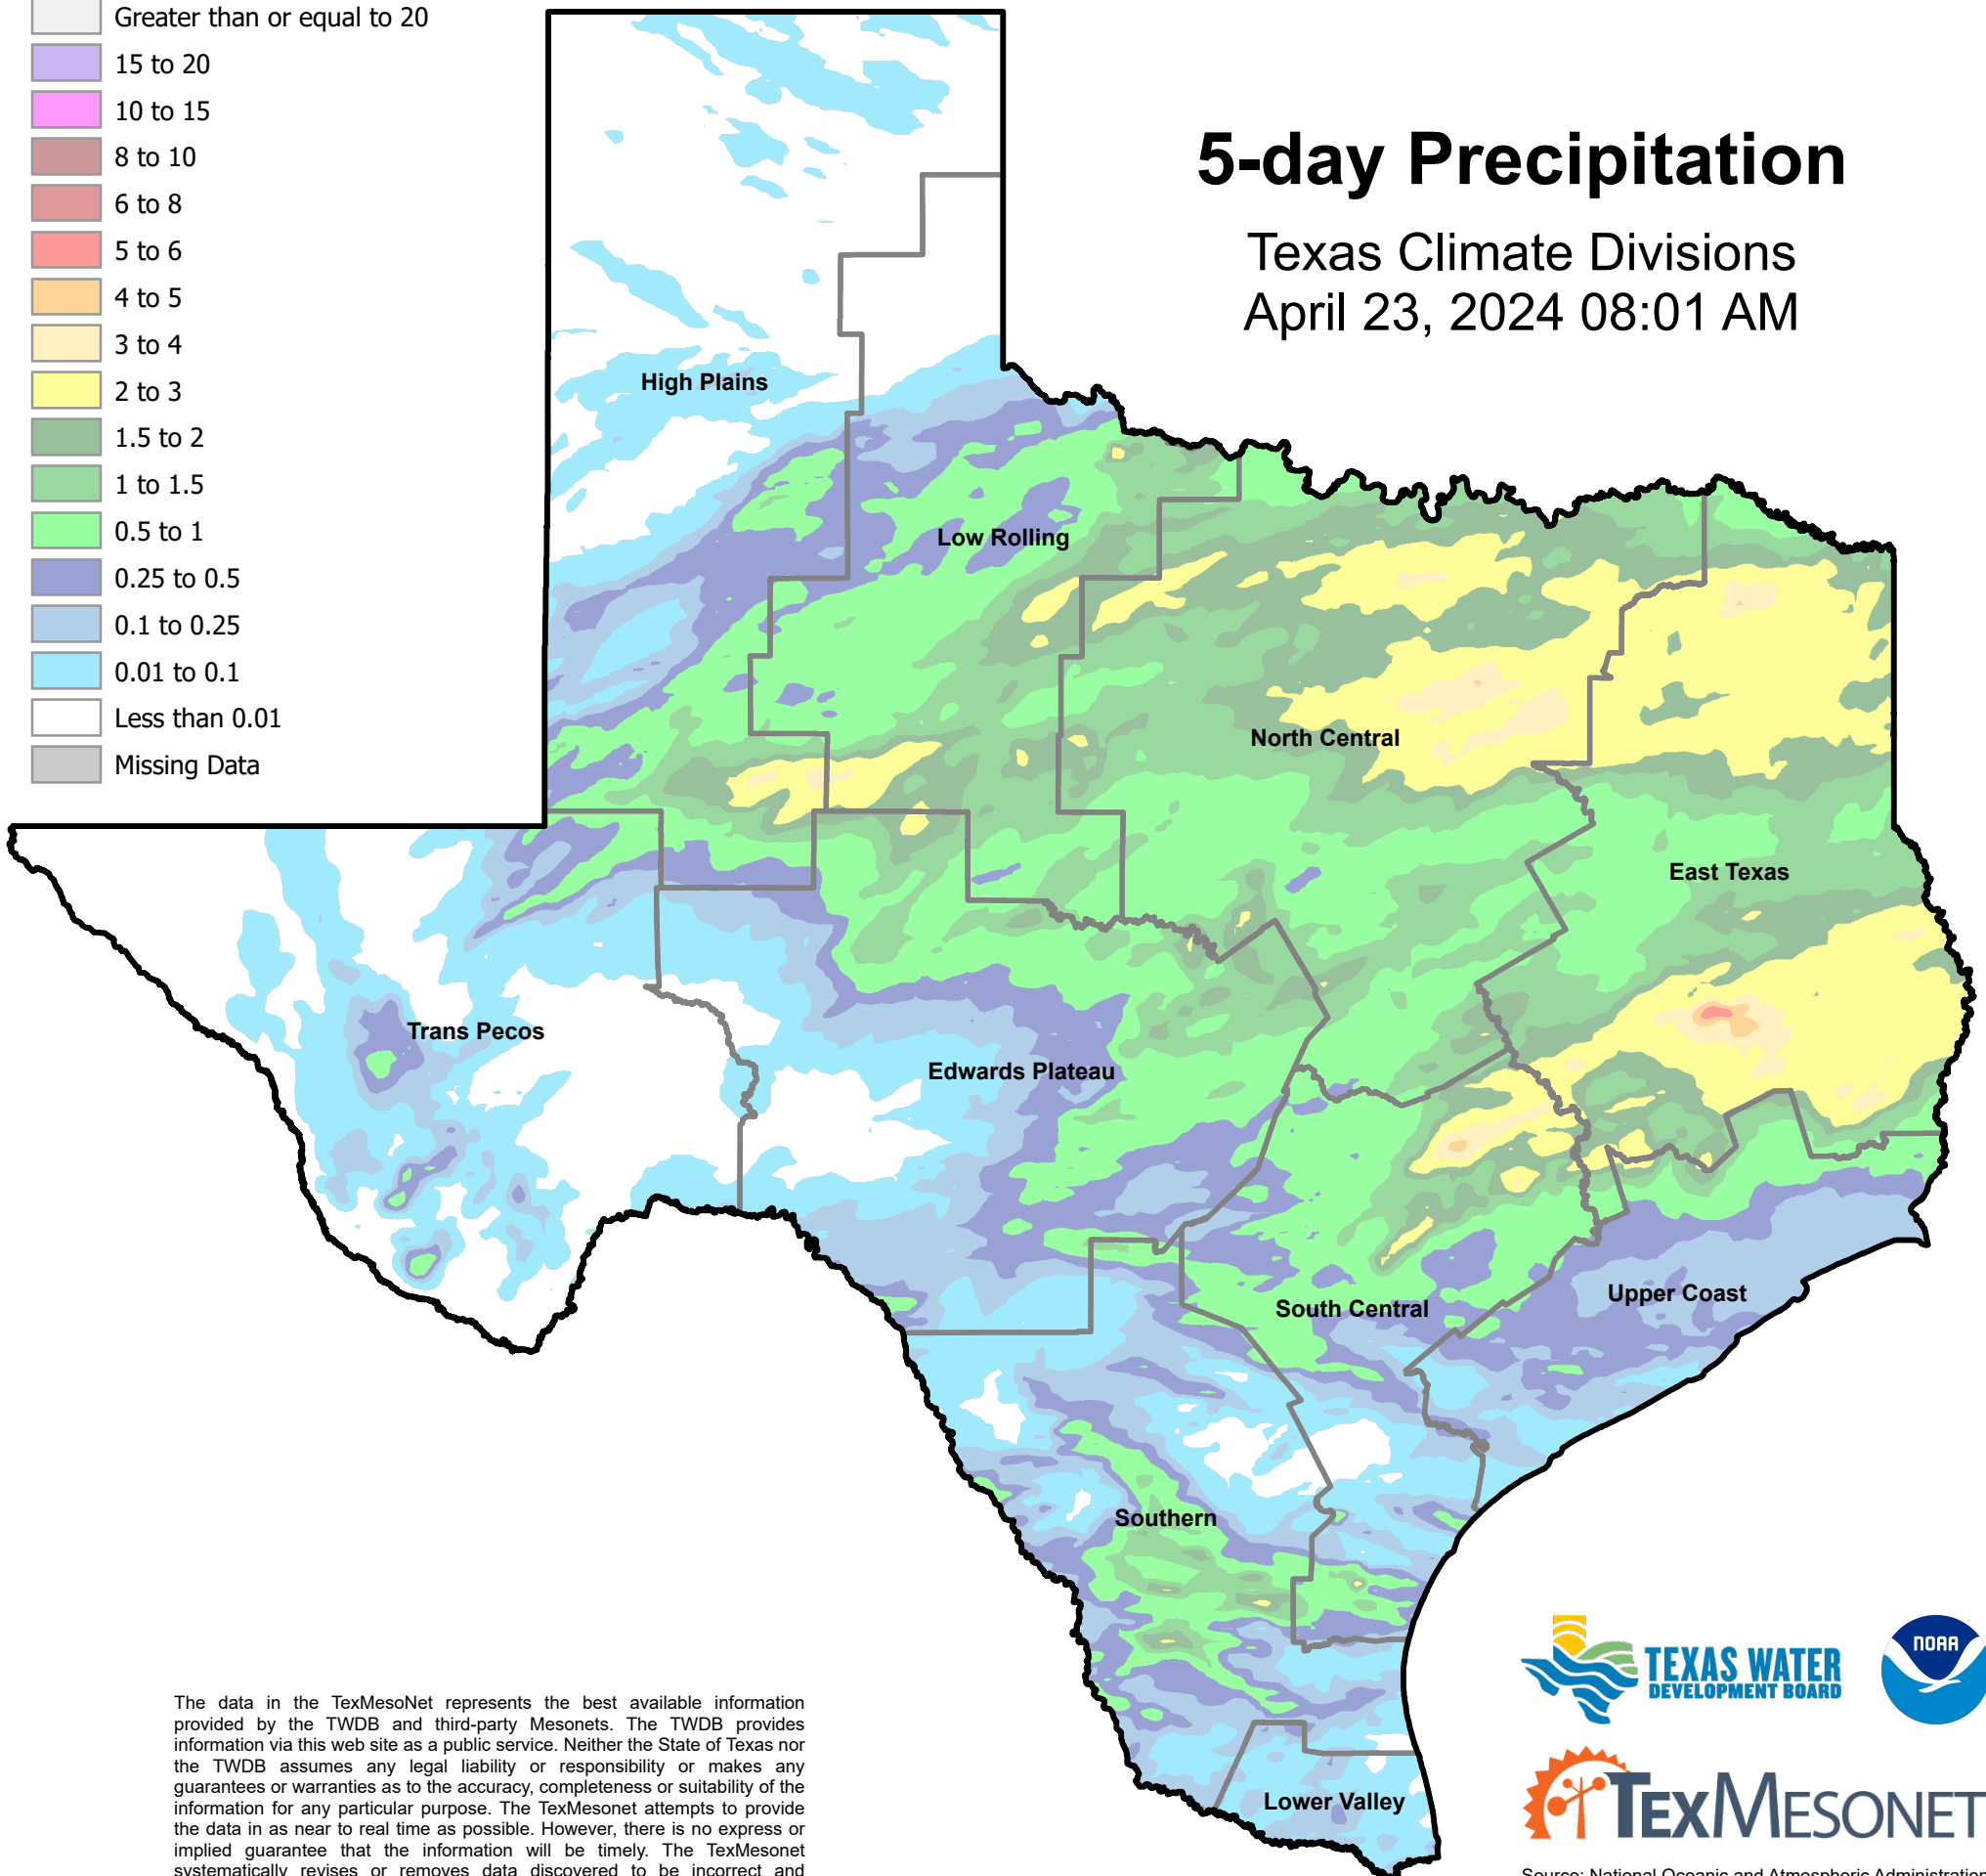 Greater than or equal to 20
15 to 20
10 to 15
8 to 10
6 to 8
5 to 6
4 to 5
3 to 4
2 to 3
1.5 to 2
1 to 1.5
0.5 to 1
0.25 to 0.5
0.1 to 0.25
0.01 to 0.1
Less than 0.01
Missing Data
5-day Precipitation
Texas Climate Divisions
April 23, 2024 08:01 AM
High Plains
Low Rolling
North Central
East Texas
Trans Pecos
Edwards Plateau
South Central
Upper Coast
Southern
Lower Valley
The data in the TexMesoNet represents the best available information
provided by the TWDB and third-party Mesonets. The TWDB provides
information via this web site as a public service. Neither the State of Texas nor
the TWDB assumes any legal liability or responsibility or makes any
guarantees or warranties as to the accuracy, completeness or suitability of the
information for any particular purpose. The TexMesonet attempts to provide
the data in as near to real time as possible. However, there is no express or
implied guarantee that the information will be timely. The TexMesonet
systematically revises or removes data discovered to be incorrect and
TEXAS WATER
DEVELOPMENT BOARD
NOAA
TEXMESONET
Source: National Oceanic and Atmospheric Administration